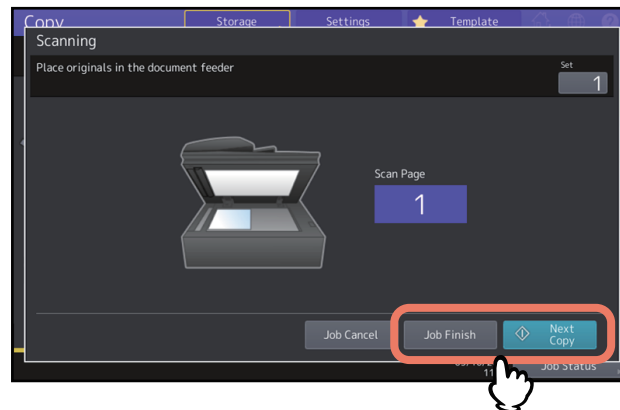 Copy Storage Settings Template
Scanning
Place originals in the document feeder
Set
1
Scan Page
1
Job Cancel Job Finish Next
Copy
11
Job Status